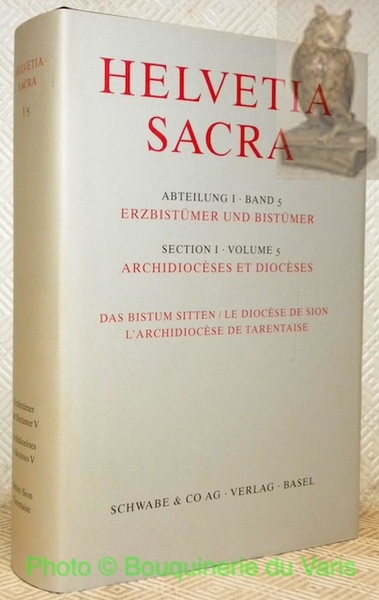 HELVETIA
SACRA
I/5
HELVETIA
SACRA
ABTEILUNG I · BAND 5
ERZBISTÜMER UND BISTÜMER
SECTION I · VOLUME 5
ARCHIDIOCÈSES ET DIOCÈSES
DAS BISTUM SITTEN / LE DIOCÈSE DE SION
L'ARCHIDIOCÈSE DE TARENTAISE
SCHWABE & CO AG · VERLAG · BASEL
Photo © Bouquinerie du Varis